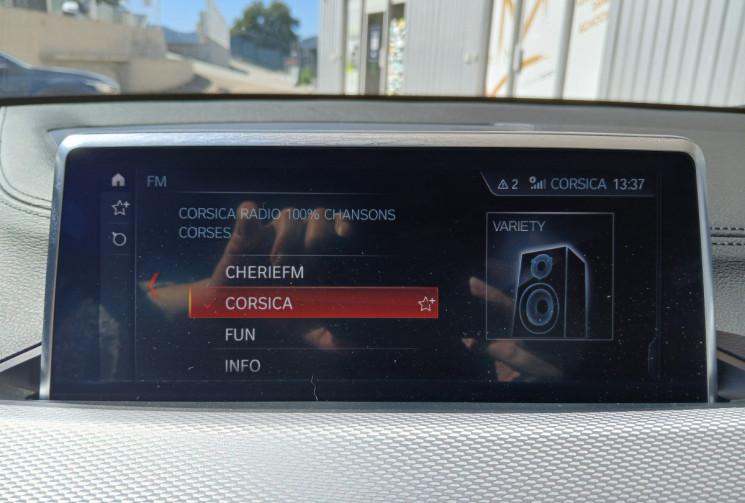 FM
2 CORSICA 13:37
CORSICA RADIO 100% CHANSONS
CORSES
VARIETY
CHERIEFM
CORSICA
FUN
INFO